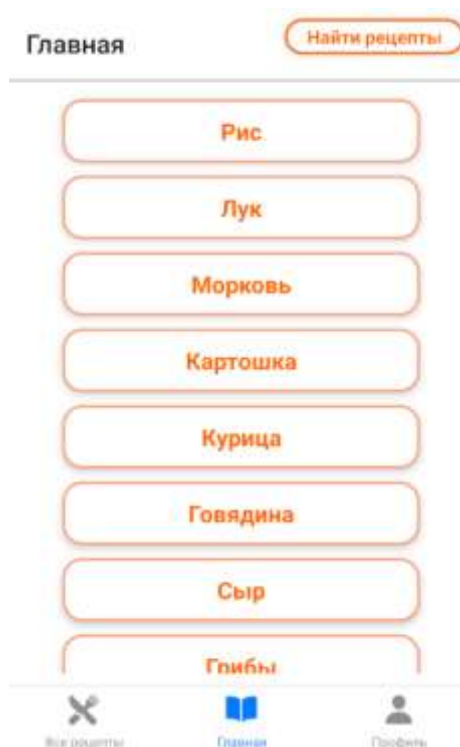 Главная
Найти рецепты
Рис
Лук
Морковь
Картошка
Курица
Говядина
Сыр
Грибы
Все рецепты
Главная
Профиль